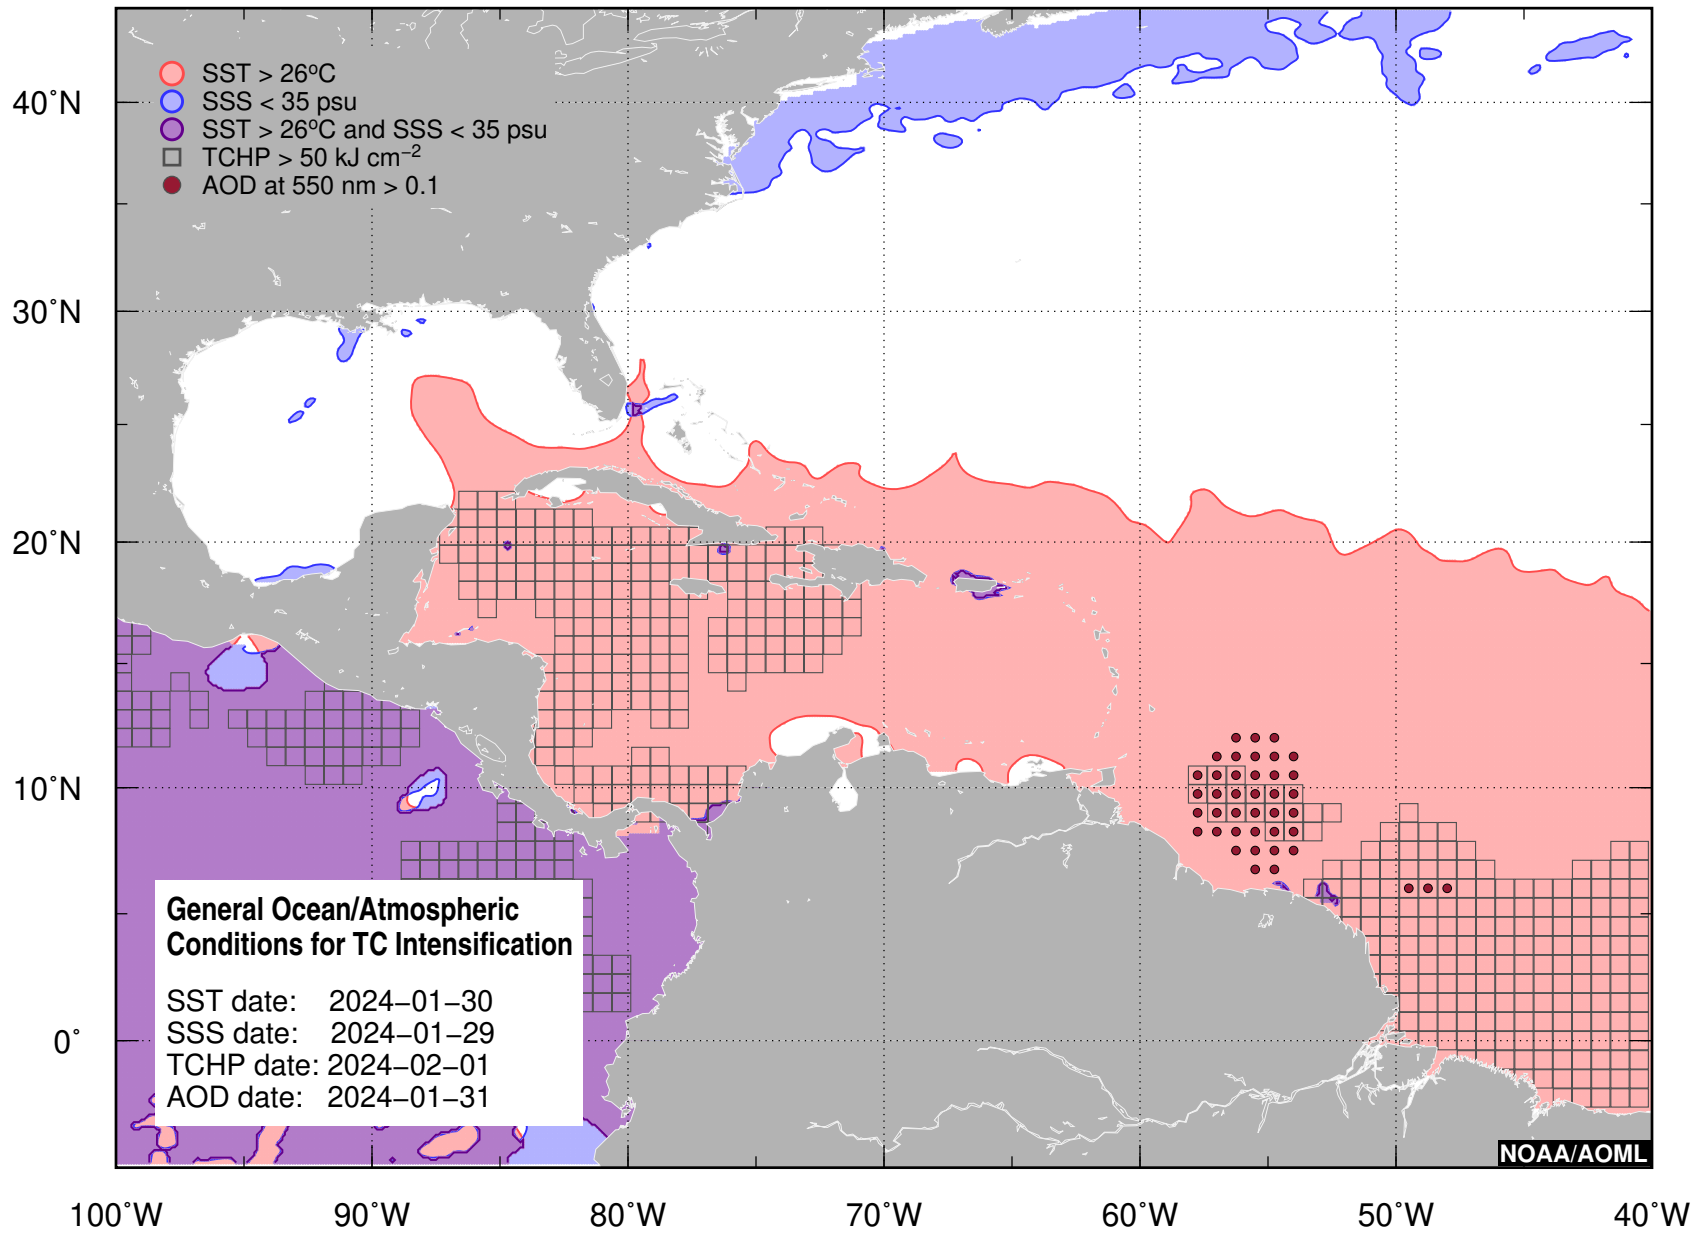 SST > 26°C
SSS < 35 psu
SST > 26°C and SSS < 35 psu
TCHP > 50 kJ cm⁻²
AOD at 550 nm > 0.1
40°N
30°N
20°N
10°N
0°
General Ocean/Atmospheric
Conditions for TC Intensification
SST date: 2024−01−30
SSS date: 2024−01−29
TCHP date: 2024−02−01
AOD date: 2024−01−31
NOAA/AOML
100°W 90°W 80°W 70°W 60°W 50°W 40°W